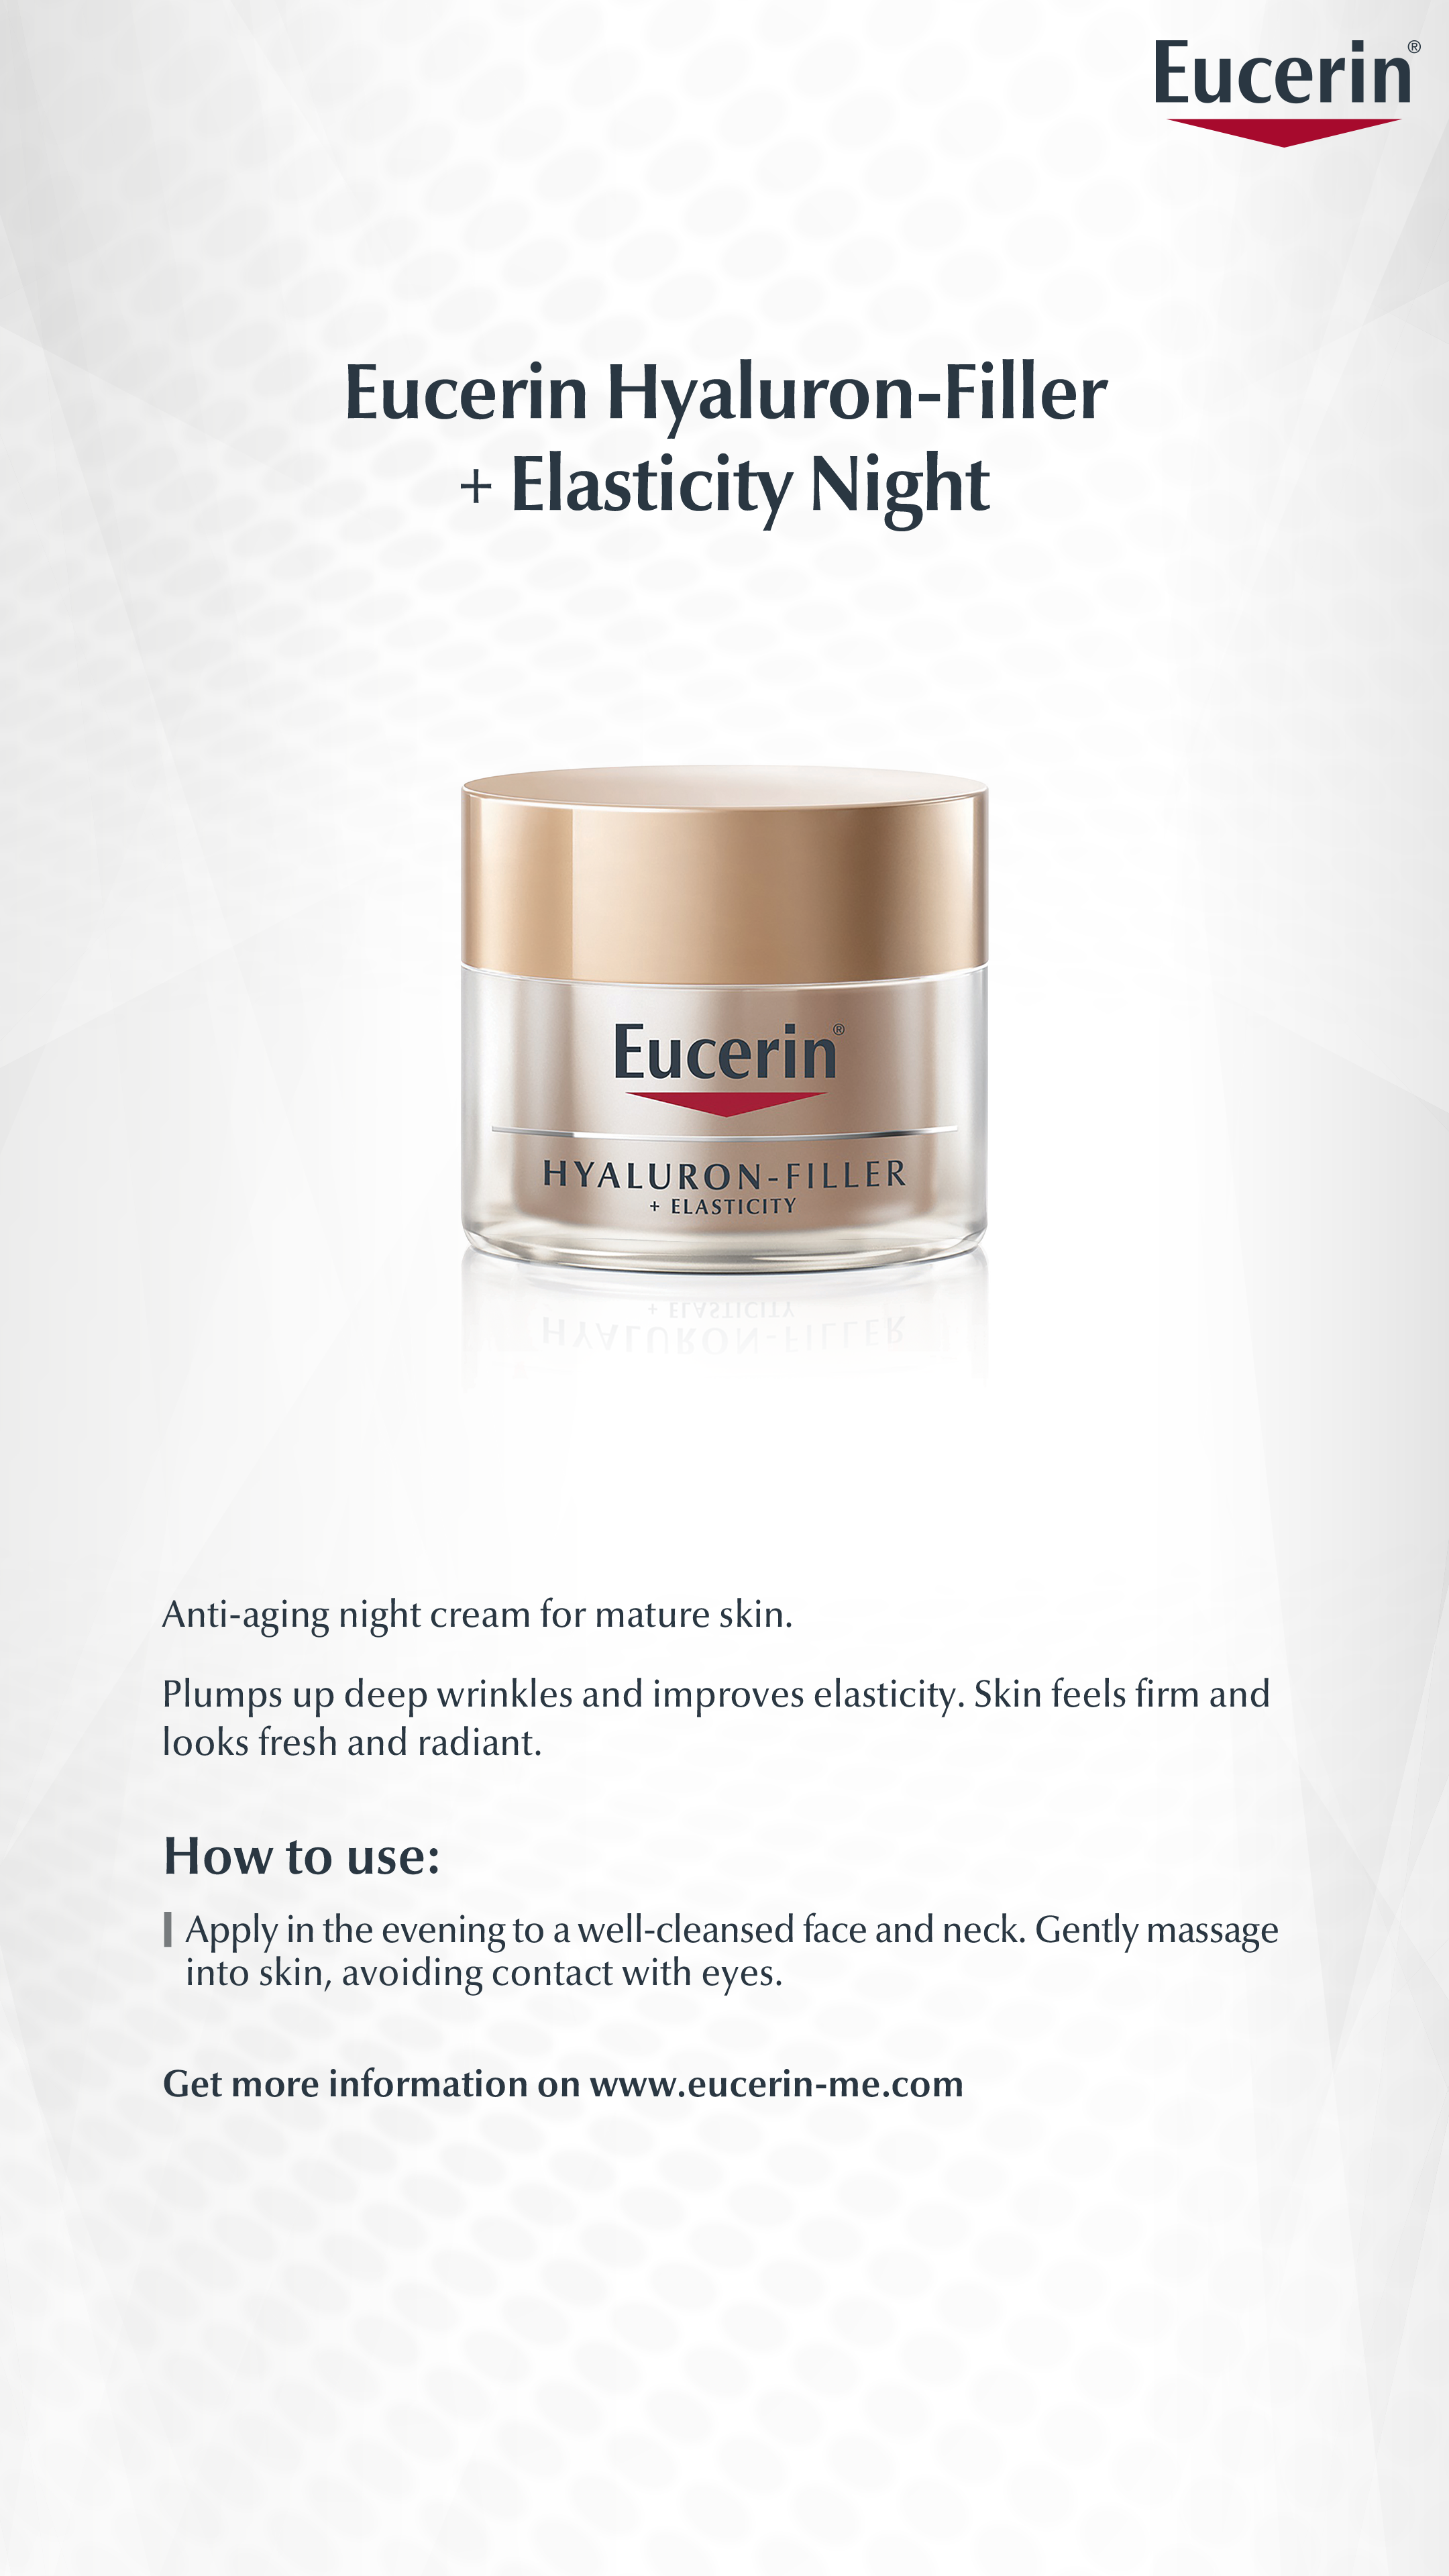 Eucerin®
Eucerin Hyaluron-Filler
+ Elasticity Night
Eucerin®
HYALURON-FILLER
+ ELASTICITY
Anti-aging night cream for mature skin.
Plumps up deep wrinkles and improves elasticity. Skin feels firm and
looks fresh and radiant.
How to use:
Apply in the evening to a well-cleansed face and neck. Gently massage
into skin, avoiding contact with eyes.
Get more information on www.eucerin-me.com